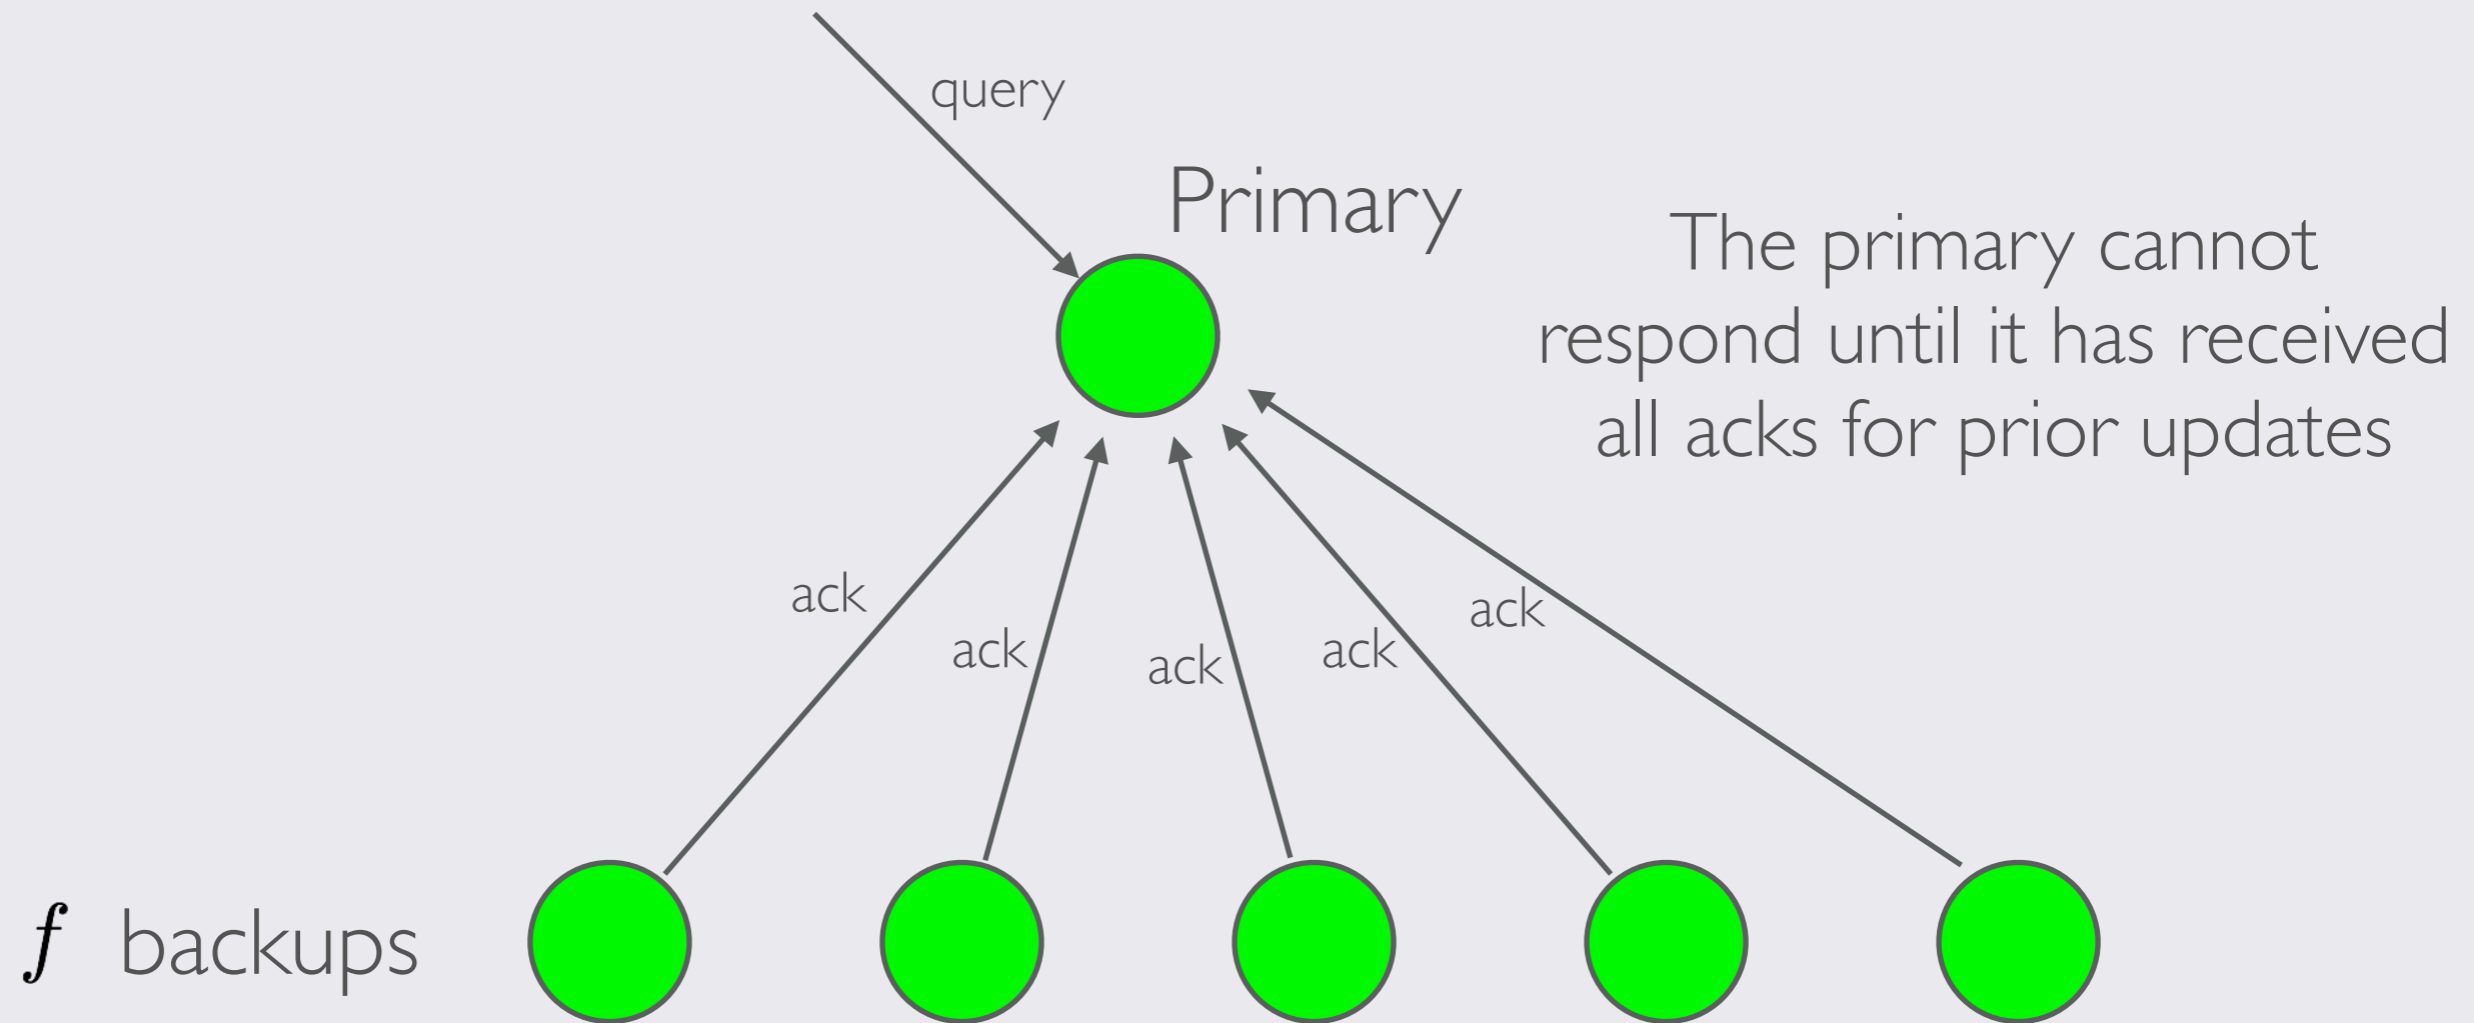 query
Primary
The primary cannot
respond until it has received
all acks for prior updates
ack
ack
ack
ack
ack
f backups